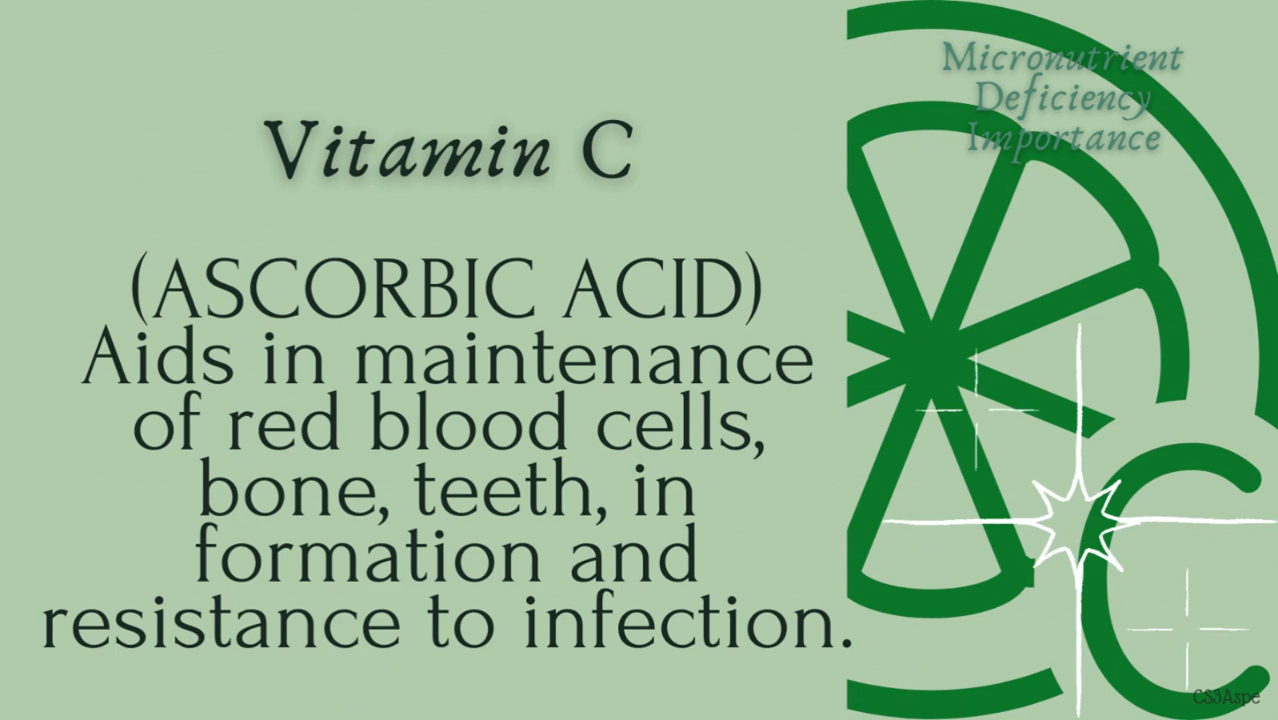 Micronutrient
Deficiency
Importance
Vitamin C
(ASCORBIC ACID)
Aids in maintenance
of red blood cells,
bone, teeth, in
formation and
resistance to infection.
C
CS3Aspe